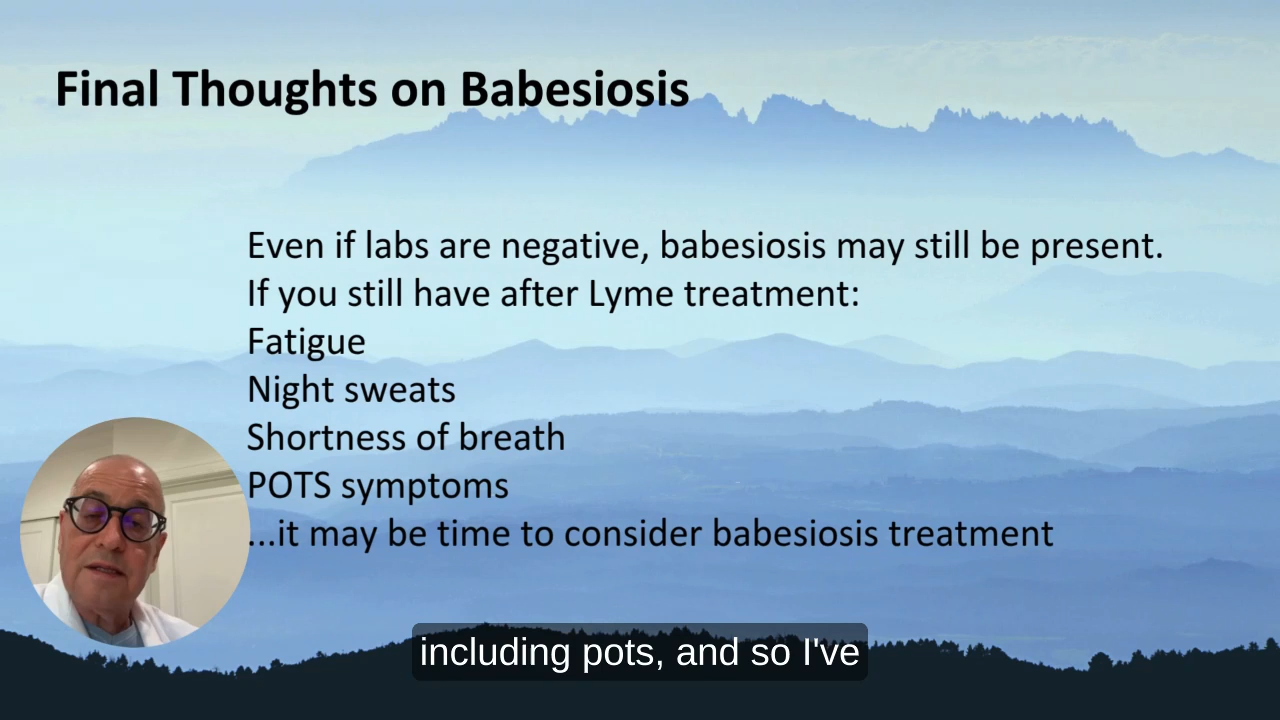 Final Thoughts on Babesiosis
Even if labs are negative, babesiosis may still be present.
If you still have after Lyme treatment:
Fatigue
Night sweats
Shortness of breath
POTS symptoms
...it may be time to consider babesiosis treatment
including pots, and so I've